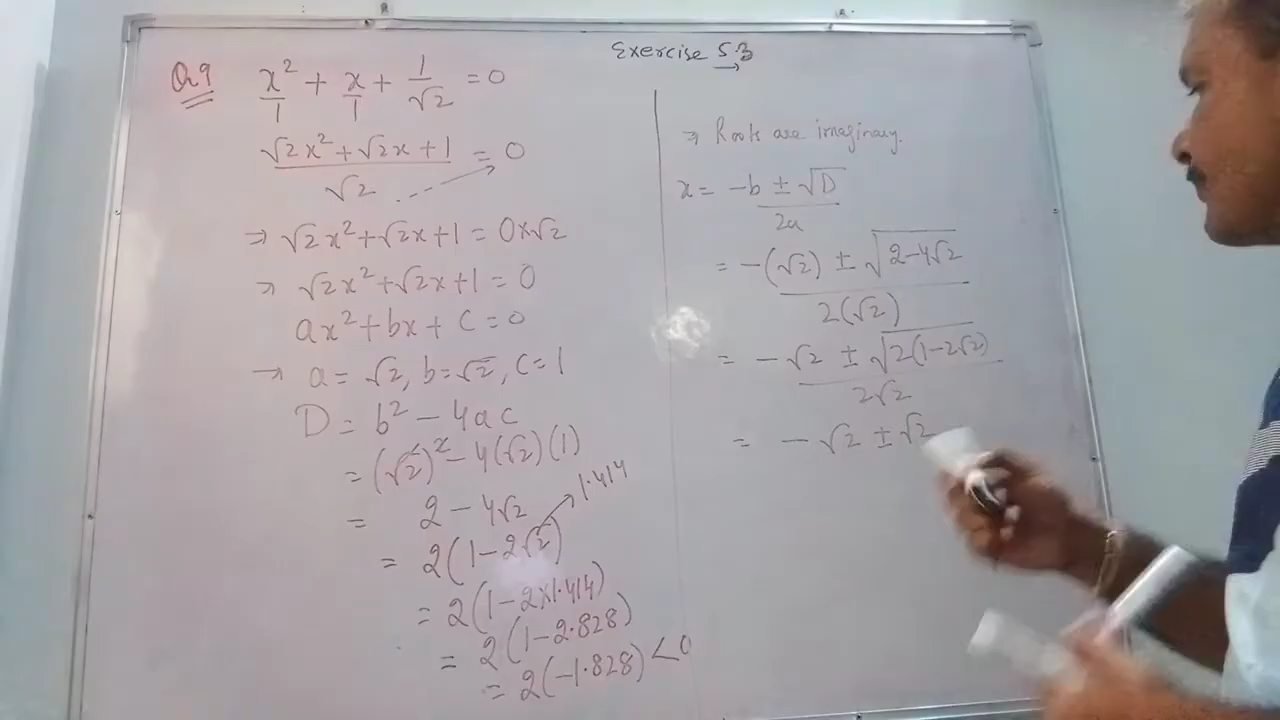 Exercise 5.3
Q.9 x²/1 + x/1 + 1/√2 = 0
(√2x² + √2x + 1)/√2 = 0
⇒ √2x² + √2x + 1 = 0×√2
⇒ √2x² + √2x + 1 = 0
ax² + bx + c = 0
→ a = √2, b = √2, c = 1
D = b² − 4ac
= (√2)² − 4(√2)(1)
= 2 − 4√2
1.414
= 2(1 − 2√2)
= 2(1 − 2×1.414)
= 2(1 − 2.828)
= 2(−1.828) < 0
⇒ Roots are imaginary.
x = (−b ± √D)/2a
= (−(√2) ± √(2−4√2))/2(√2)
= (−√2 ± √(2(1−2√2)))/2√2
= −√2 ± √2